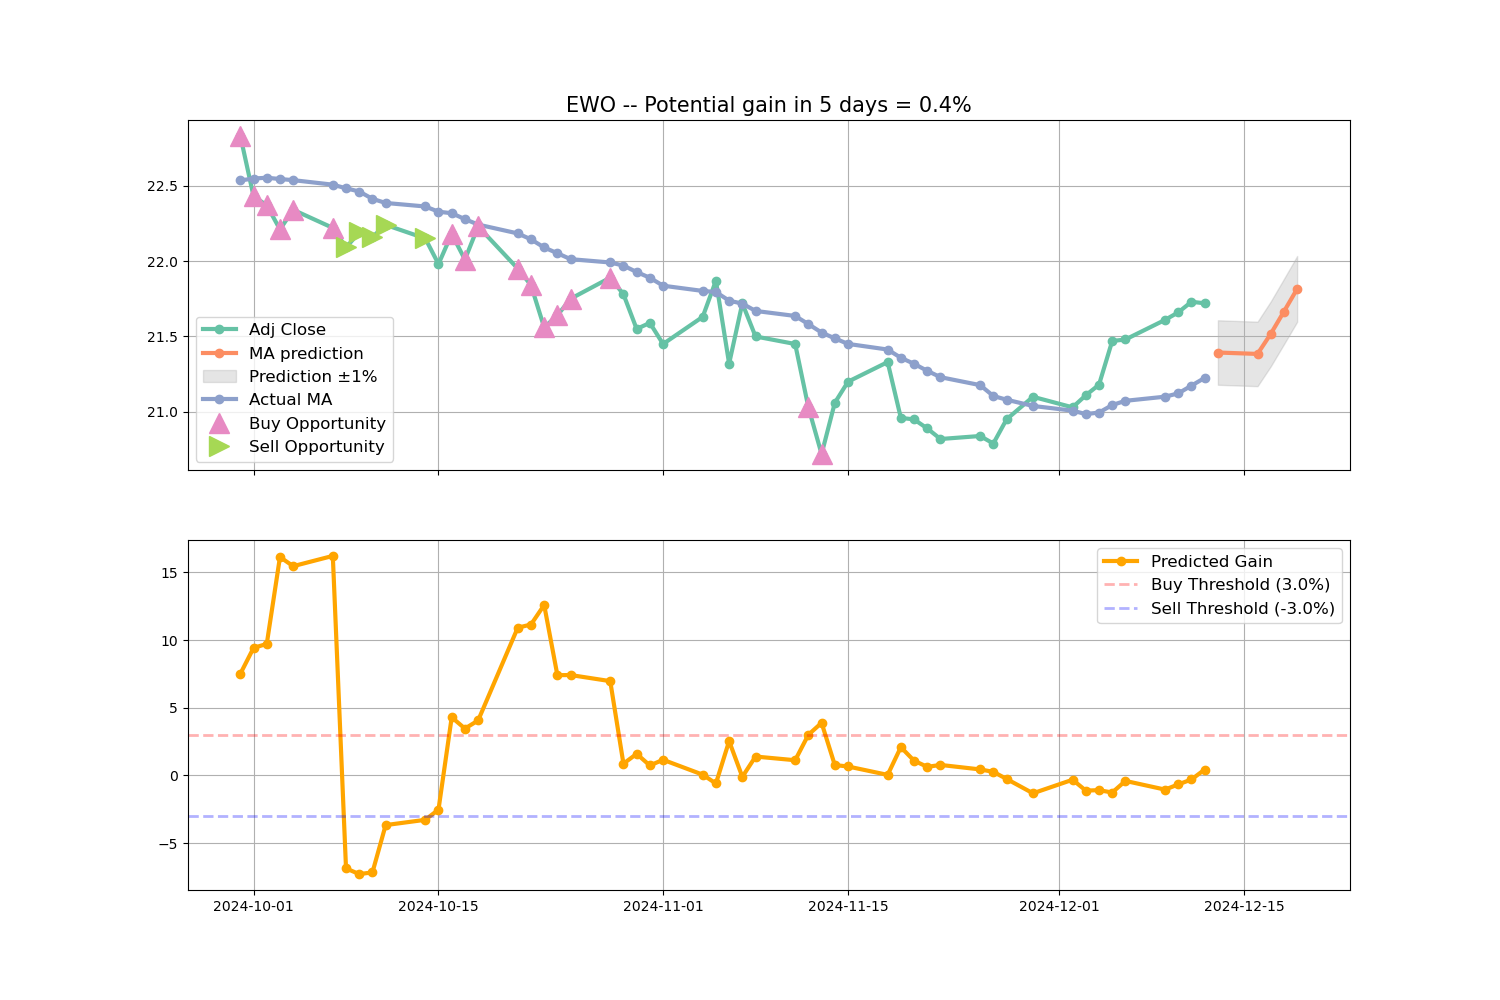 EWO -- Potential gain in 5 days = 0.4%
22.5
22.0
21.5
21.0
Adj Close
MA prediction
Prediction ±1%
Actual MA
Buy Opportunity
Sell Opportunity
15
10
5
0
−5
Predicted Gain
Buy Threshold (3.0%)
Sell Threshold (-3.0%)
2024-10-01
2024-10-15
2024-11-01
2024-11-15
2024-12-01
2024-12-15